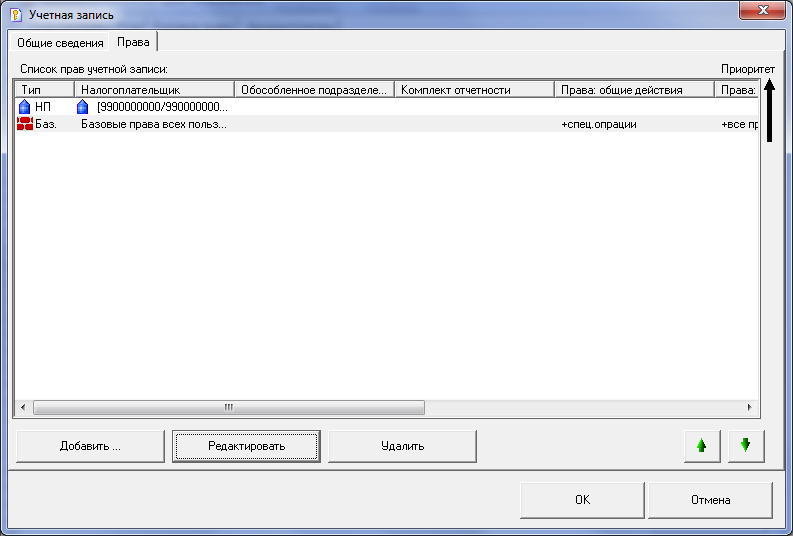 Учетная запись
Общие сведения Права
Список прав учетной записи: Приоритет
Тип Налогоплательщик Обособленное подразделе... Комплект отчетности Права: общие действия Права:
НП [9900000000/990000000...
Баз. Базовые права всех польз... +спец.опрации +все пр
Добавить ... Редактировать Удалить
OK Отмена